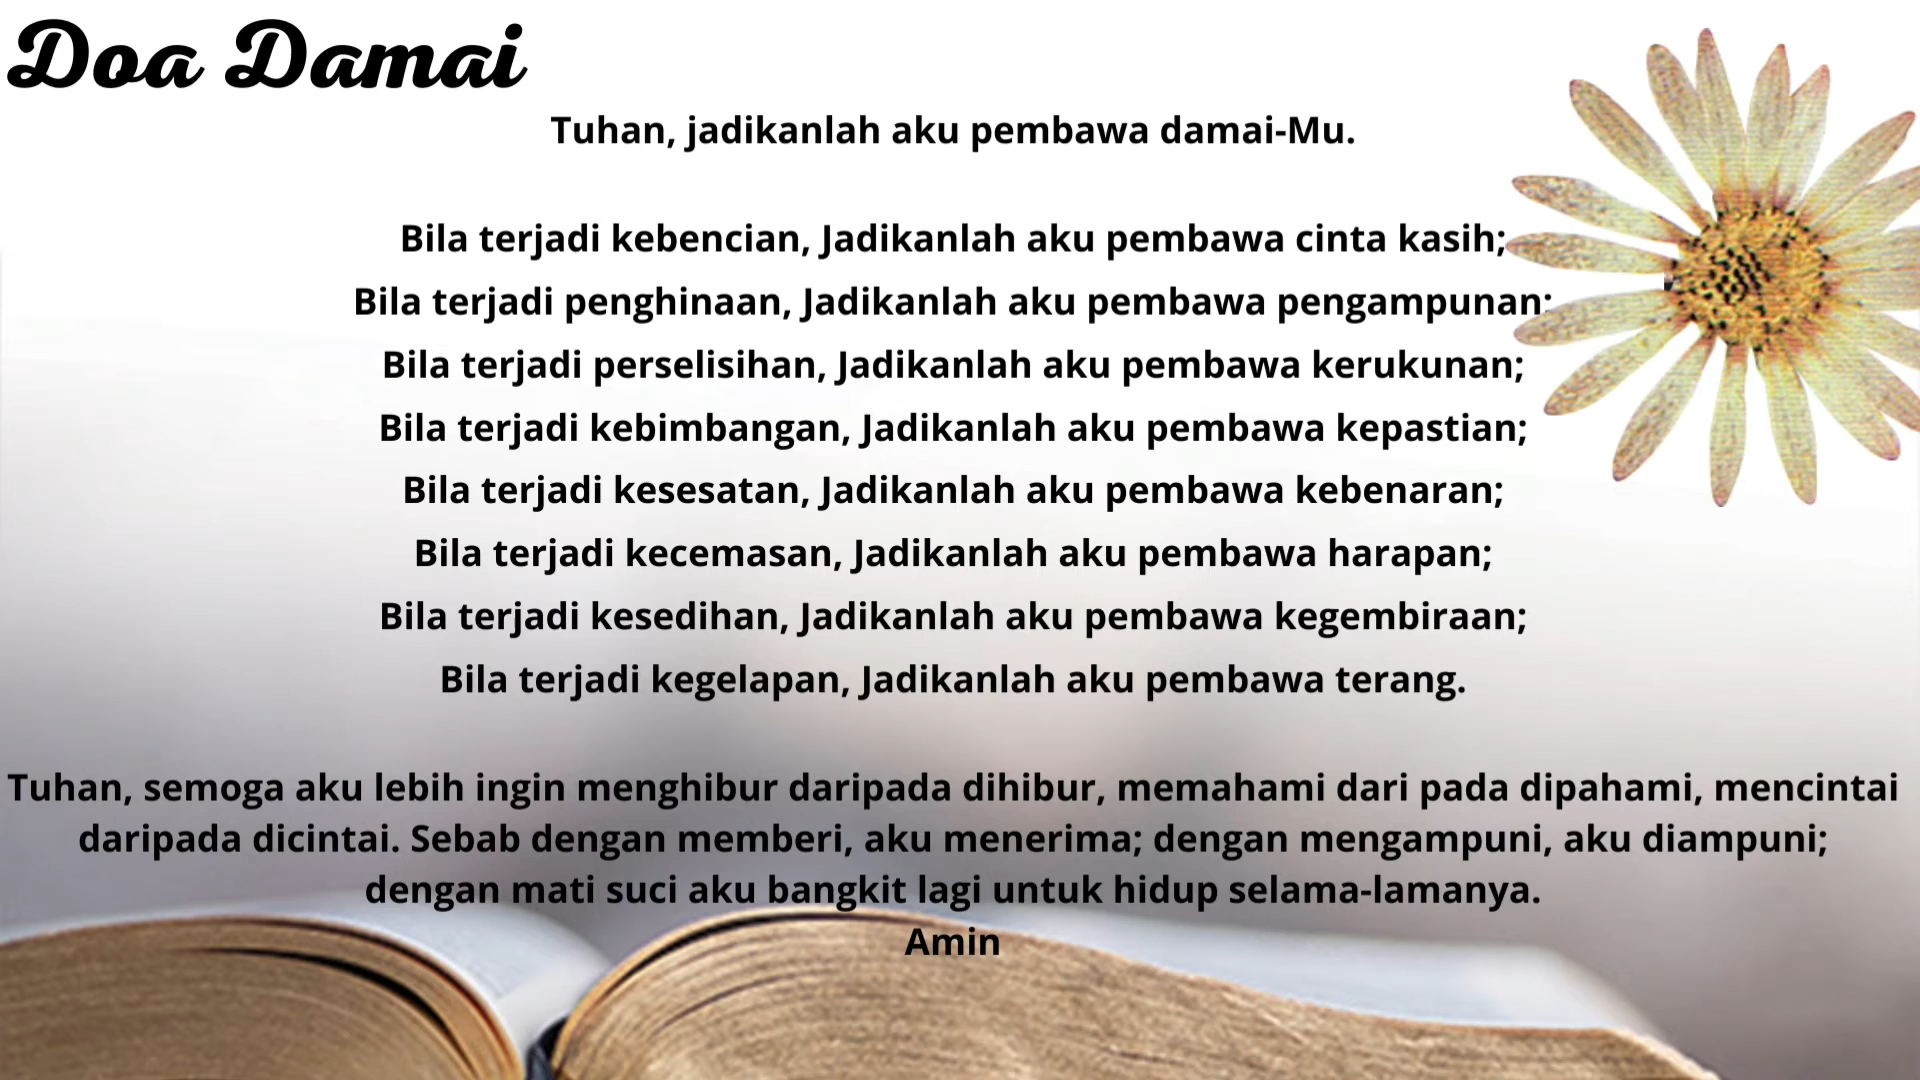 Doa Damai
Tuhan, jadikanlah aku pembawa damai-Mu.
Bila terjadi kebencian, Jadikanlah aku pembawa cinta kasih;
Bila terjadi penghinaan, Jadikanlah aku pembawa pengampunan;
Bila terjadi perselisihan, Jadikanlah aku pembawa kerukunan;
Bila terjadi kebimbangan, Jadikanlah aku pembawa kepastian;
Bila terjadi kesesatan, Jadikanlah aku pembawa kebenaran;
Bila terjadi kecemasan, Jadikanlah aku pembawa harapan;
Bila terjadi kesedihan, Jadikanlah aku pembawa kegembiraan;
Bila terjadi kegelapan, Jadikanlah aku pembawa terang.
Tuhan, semoga aku lebih ingin menghibur daripada dihibur, memahami dari pada dipahami, mencintai
daripada dicintai. Sebab dengan memberi, aku menerima; dengan mengampuni, aku diampuni;
dengan mati suci aku bangkit lagi untuk hidup selama-lamanya.
Amin